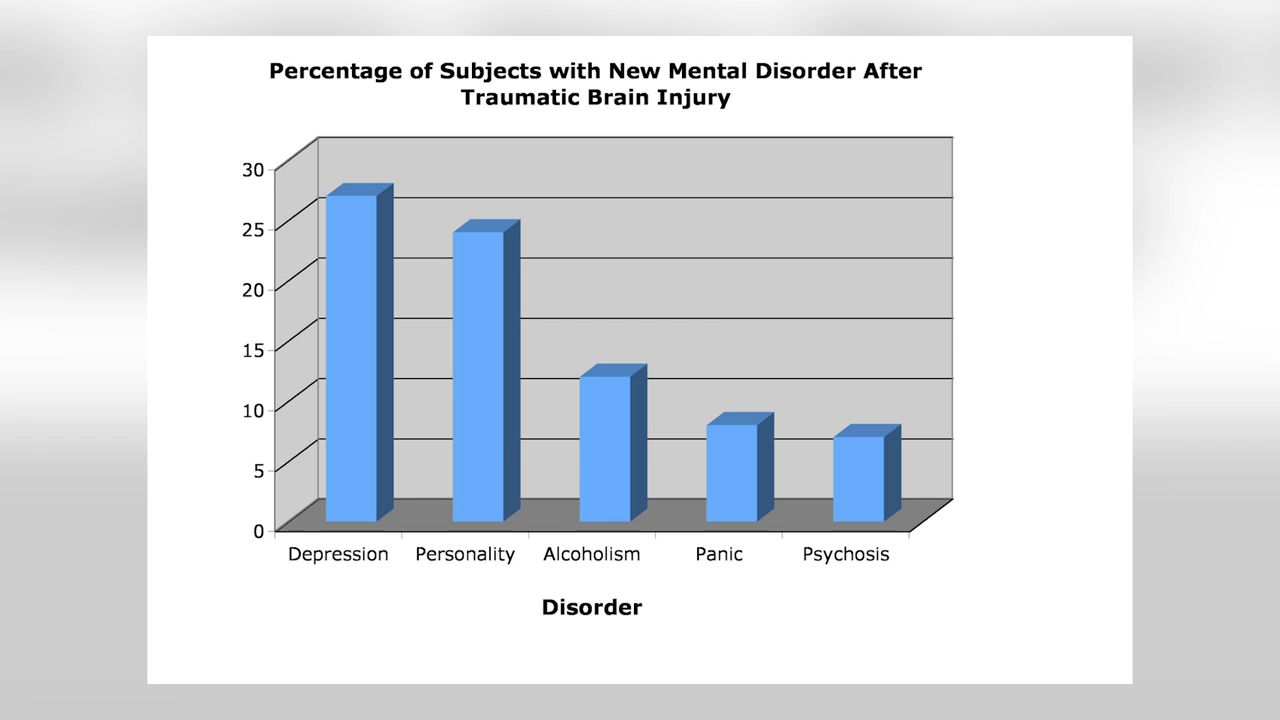 Percentage of Subjects with New Mental Disorder After
Traumatic Brain Injury
30
25
20
15
10
5
0
Depression Personality Alcoholism Panic Psychosis
Disorder